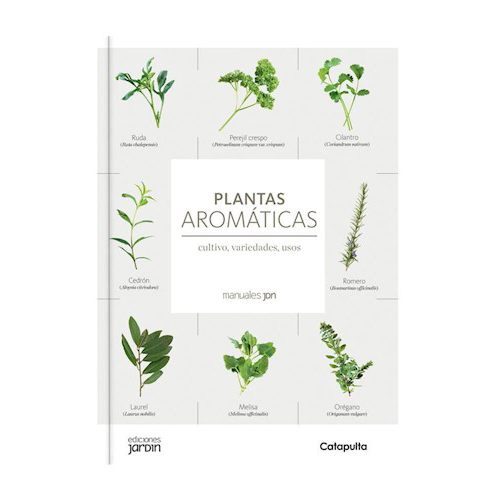 Ruda
(Ruta chalepensis)
Perejil crespo
(Petroselinum crispum var. crispum)
Cilantro
(Coriandrum sativum)
PLANTAS
AROMÁTICAS
cultivo, variedades, usos
manuales JDN
Cedrón
(Aloysia citriodora)
Romero
(Rosmarinus officinalis)
Laurel
(Laurus nobilis)
Melisa
(Melissa officinalis)
Orégano
(Origanum vulgare)
ediciones
JARDÍN
Catapulta